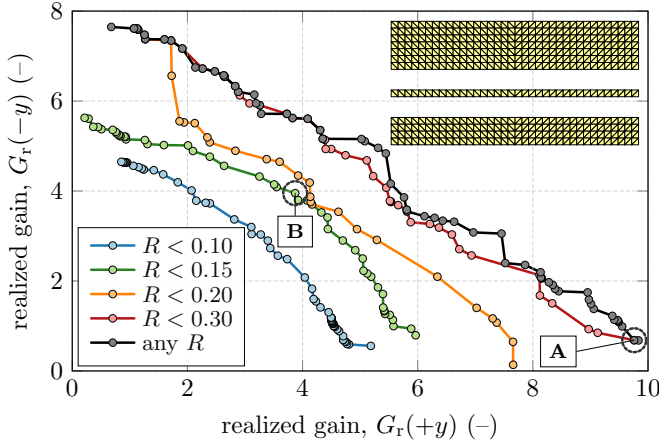 8
6
4
2
0
realized gain, G_r(−y) (–)
B
A
R < 0.10
R < 0.15
R < 0.20
R < 0.30
any R
0 2 4 6 8 10
realized gain, G_r(+y) (–)